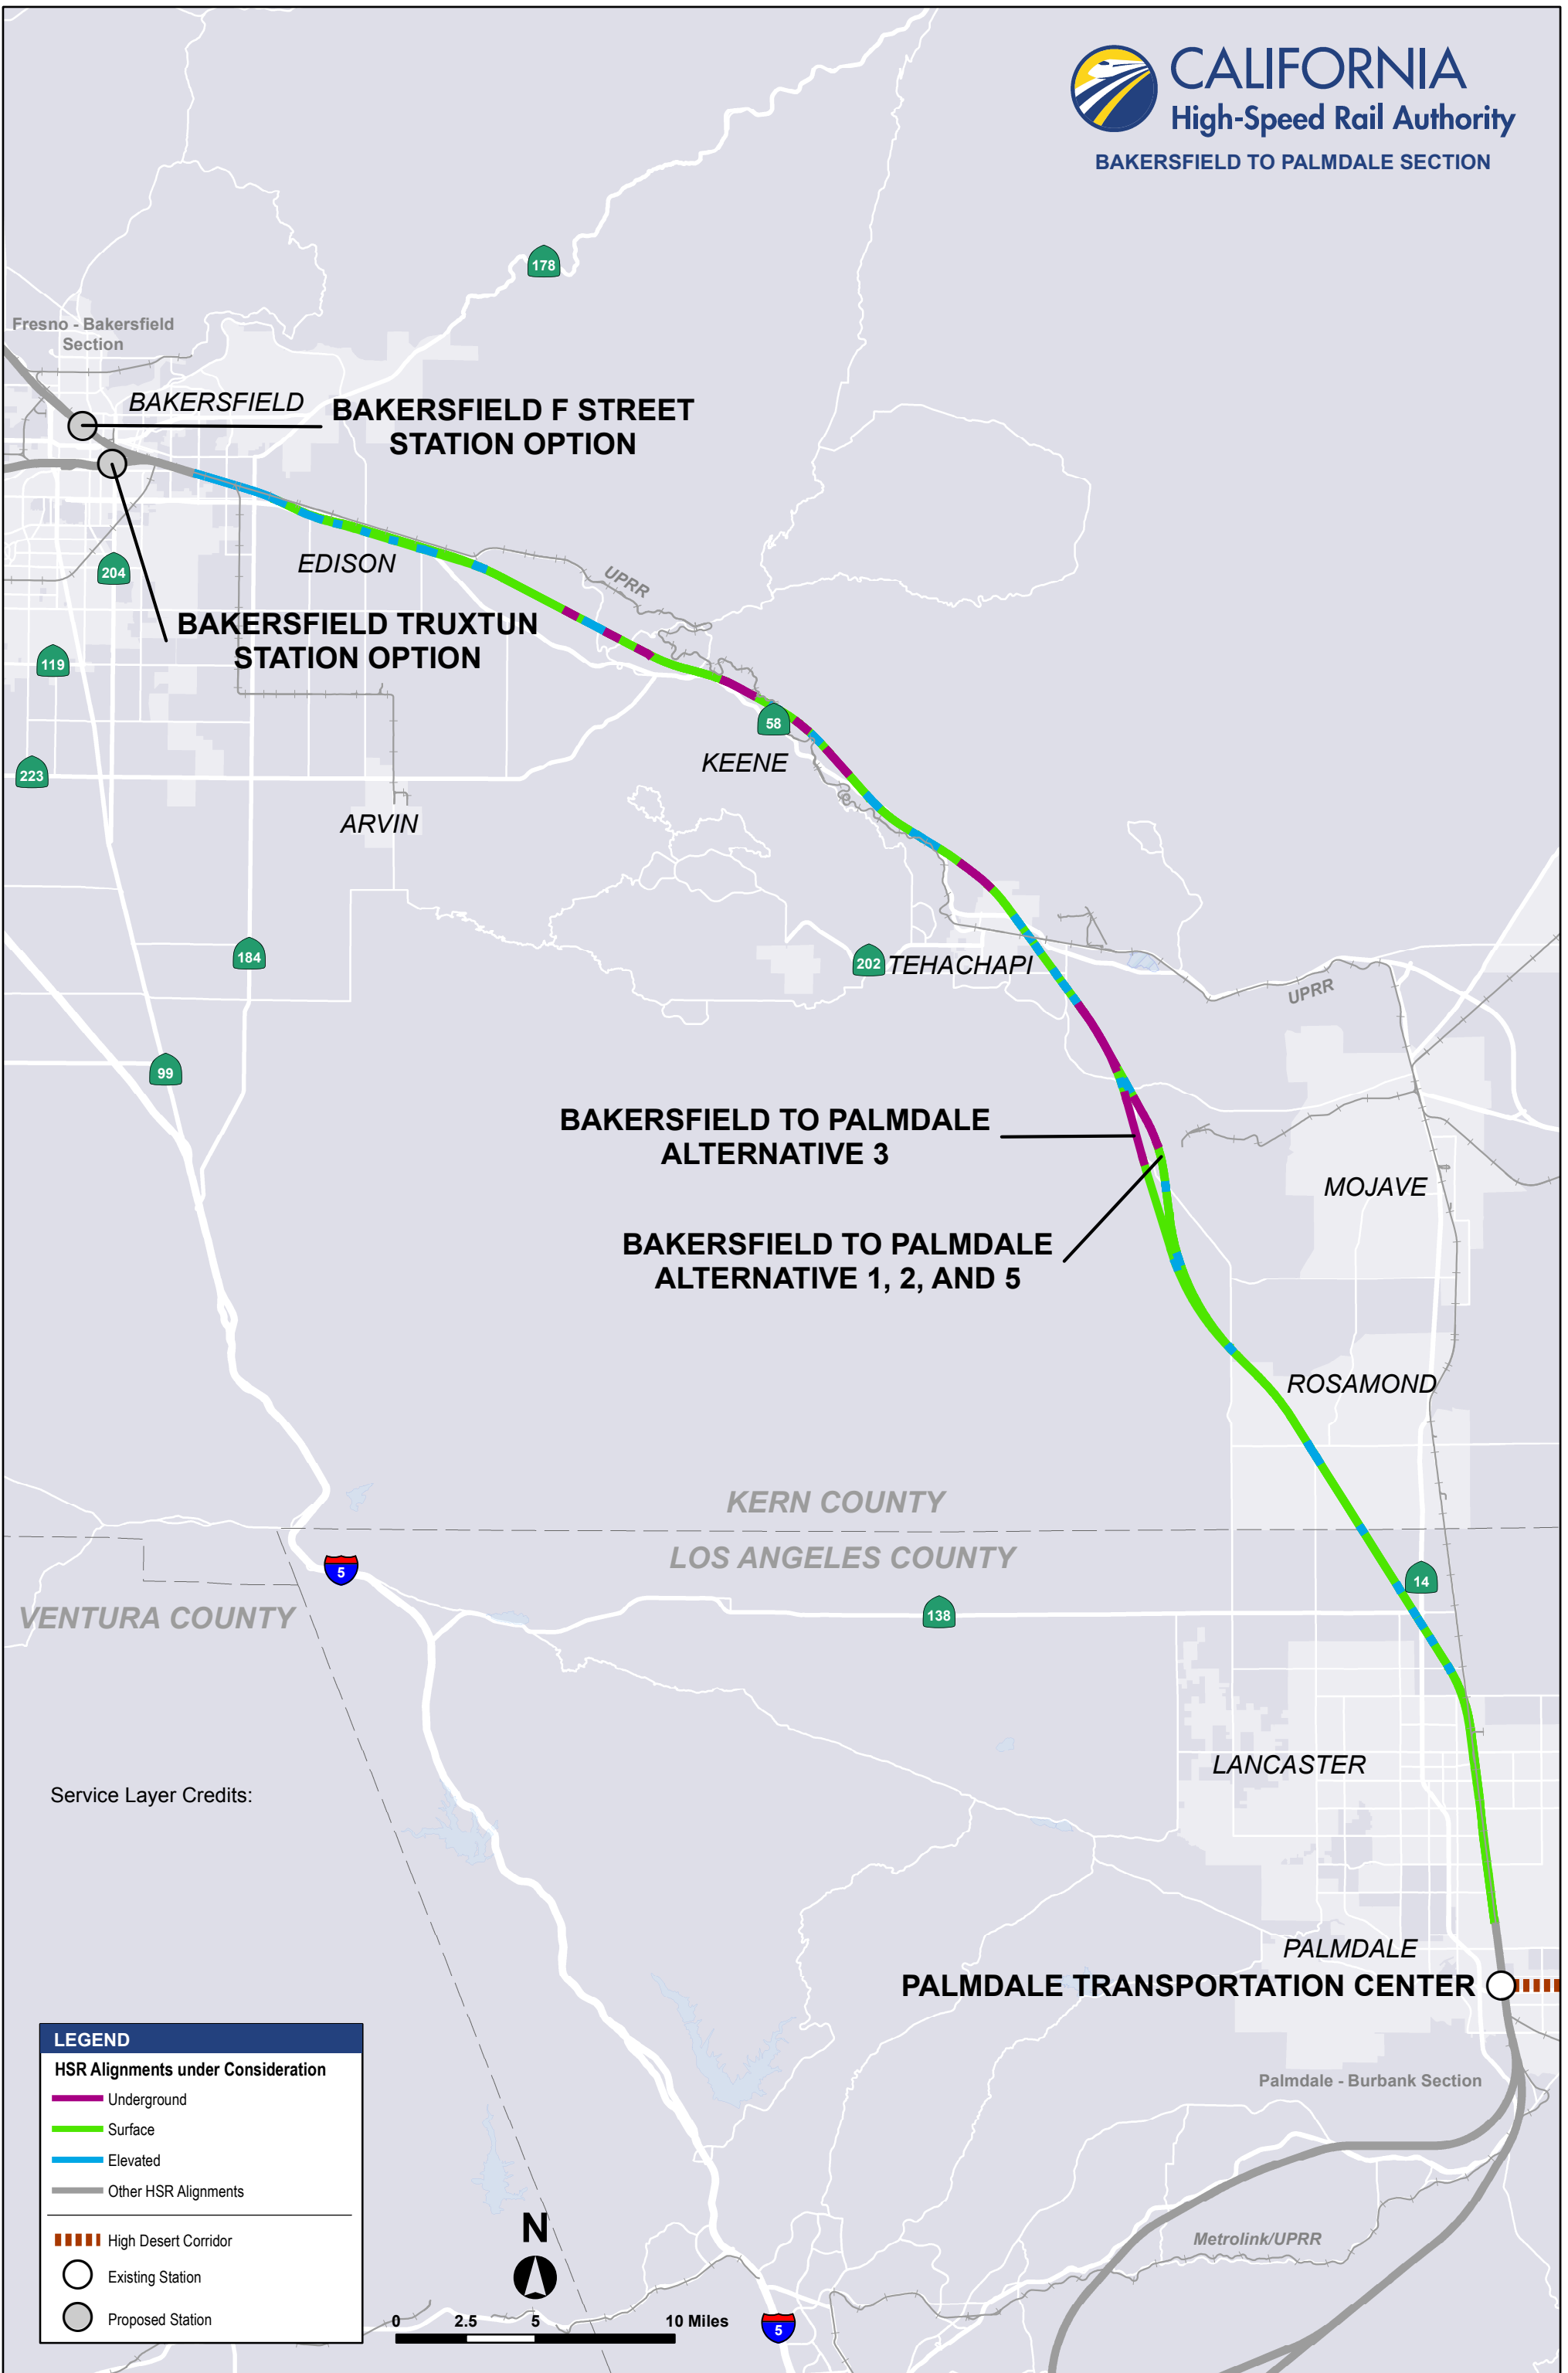 CALIFORNIA
High-Speed Rail Authority
BAKERSFIELD TO PALMDALE SECTION
178
Fresno - Bakersfield
Section
BAKERSFIELD
BAKERSFIELD F STREET
STATION OPTION
EDISON
204
UPRR
BAKERSFIELD TRUXTUN
STATION OPTION
119
58
KEENE
223
ARVIN
184
202
TEHACHAPI
UPRR
99
BAKERSFIELD TO PALMDALE
ALTERNATIVE 3
MOJAVE
BAKERSFIELD TO PALMDALE
ALTERNATIVE 1, 2, AND 5
ROSAMOND
KERN COUNTY
LOS ANGELES COUNTY
5
14
VENTURA COUNTY
138
LANCASTER
Service Layer Credits:
PALMDALE
PALMDALE TRANSPORTATION CENTER
LEGEND
HSR Alignments under Consideration
Underground
Surface
Elevated
Other HSR Alignments
High Desert Corridor
Existing Station
Proposed Station
Palmdale - Burbank Section
N
Metrolink/UPRR
0 2.5 5 10 Miles
5